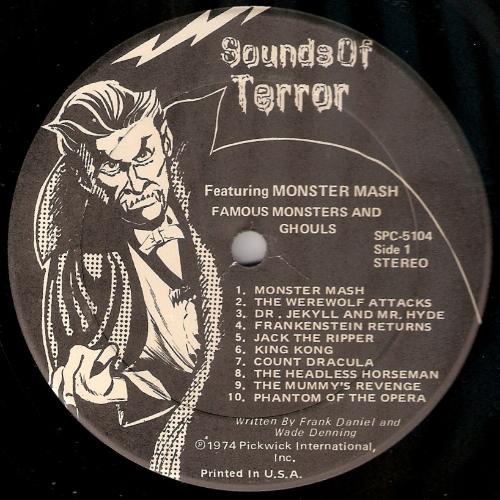 Sounds Of
Terror
Featuring MONSTER MASH
FAMOUS MONSTERS AND
GHOULS
SPC-5104
Side 1
STEREO
1. MONSTER MASH
2. THE WEREWOLF ATTACKS
3. DR. JEKYLL AND MR. HYDE
4. FRANKENSTEIN RETURNS
5. JACK THE RIPPER
6. KING KONG
7. COUNT DRACULA
8. THE HEADLESS HORSEMAN
9. THE MUMMY'S REVENGE
10. PHANTOM OF THE OPERA
Written By Frank Daniel and
Wade Denning
℗1974 Pickwick International,
Inc.
Printed In U.S.A.